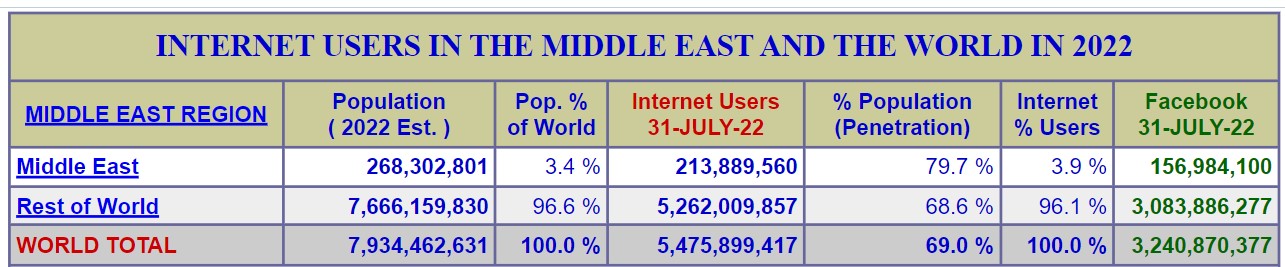 INTERNET USERS IN THE MIDDLE EAST AND THE WORLD IN 2022
MIDDLE EAST REGION Population ( 2022 Est. ) Pop. % of World Internet Users 31-JULY-22 % Population (Penetration) Internet % Users Facebook 31-JULY-22
Middle East 268,302,801 3.4 % 213,889,560 79.7 % 3.9 % 156,984,100
Rest of World 7,666,159,830 96.6 % 5,262,009,857 68.6 % 96.1 % 3,083,886,277
WORLD TOTAL 7,934,462,631 100.0 % 5,475,899,417 69.0 % 100.0 % 3,240,870,377